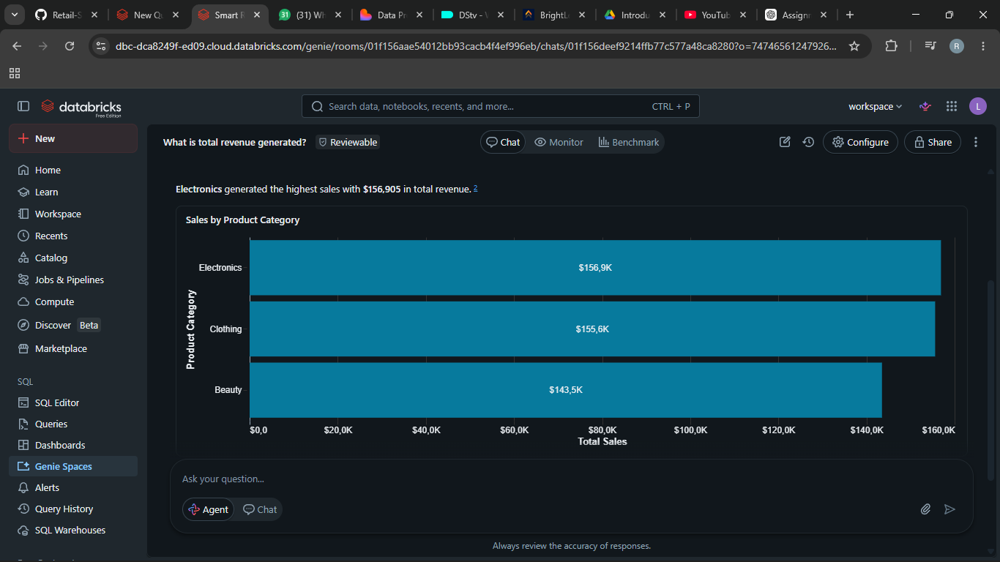 Retail-S
New Qu
Smart R
(31) Wh
Data Pr
DStv - W
BrightLe
Introdu
YouTub
Assignm
dbc-dca8249f-ed09.cloud.databricks.com/genie/rooms/01f156aae54012bb93cacb4f4ef996eb/chats/01f156deef9214ffb77c577a48ca8280?o=74746561247926...
R
databricks
Free Edition
Search data, notebooks, recents, and more...
CTRL + P
workspace
L
New
What is total revenue generated?
Reviewable
Chat
Monitor
Benchmark
Configure
Share
Home
Learn
Workspace
Recents
Catalog
Jobs & Pipelines
Compute
Discover Beta
Marketplace
SQL
SQL Editor
Queries
Dashboards
Genie Spaces
Alerts
Query History
SQL Warehouses
Electronics generated the highest sales with $156,905 in total revenue. 2
Sales by Product Category
Product Category
Electronics
$156,9K
Clothing
$155,6K
Beauty
$143,5K
$0,0
$20,0K
$40,0K
$60,0K
$80,0K
$100,0K
$120,0K
$140,0K
$160,0K
Total Sales
Ask your question...
Agent
Chat
Always review the accuracy of responses.